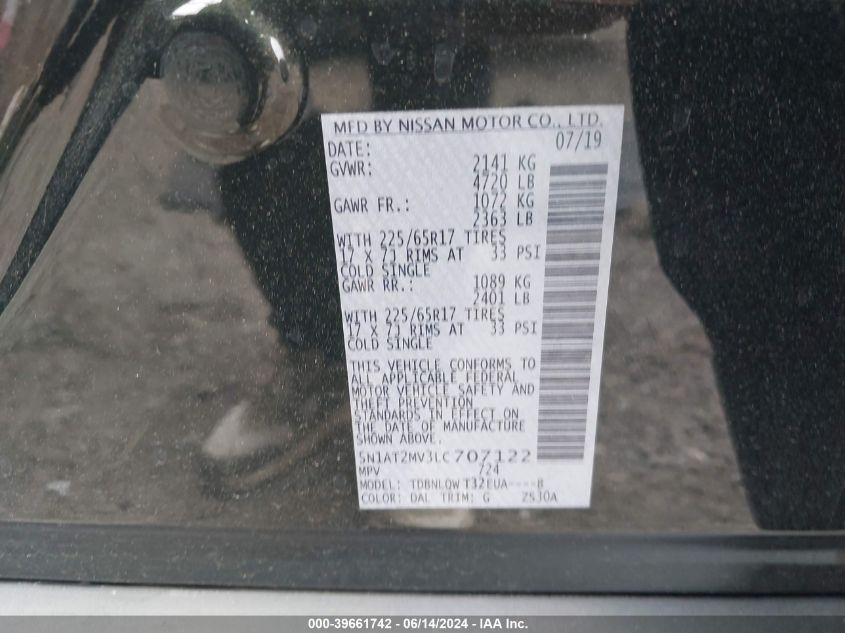 MFD BY NISSAN MOTOR CO., LTD.
DATE: 07/19
GVWR: 2141 KG
4720 LB
GAWR FR.: 1072 KG
2363 LB
WITH 225/65R17 TIRES
17 X 7J RIMS AT 33 PSI
COLD SINGLE
GAWR RR.: 1089 KG
2401 LB
WITH 225/65R17 TIRES
17 X 7J RIMS AT 33 PSI
COLD SINGLE
THIS VEHICLE CONFORMS TO
ALL APPLICABLE FEDERAL
MOTOR VEHICLE SAFETY AND
THEFT PREVENTION
STANDARDS IN EFFECT ON
THE DATE OF MANUFACTURE
SHOWN ABOVE.
5N1AT2MV3LC707122
MPV 724
MODEL: TDBNLQW T32EUA----B
COLOR: DAL TRIM: G ZS30A
000-39661742 - 06/14/2024 - IAA Inc.